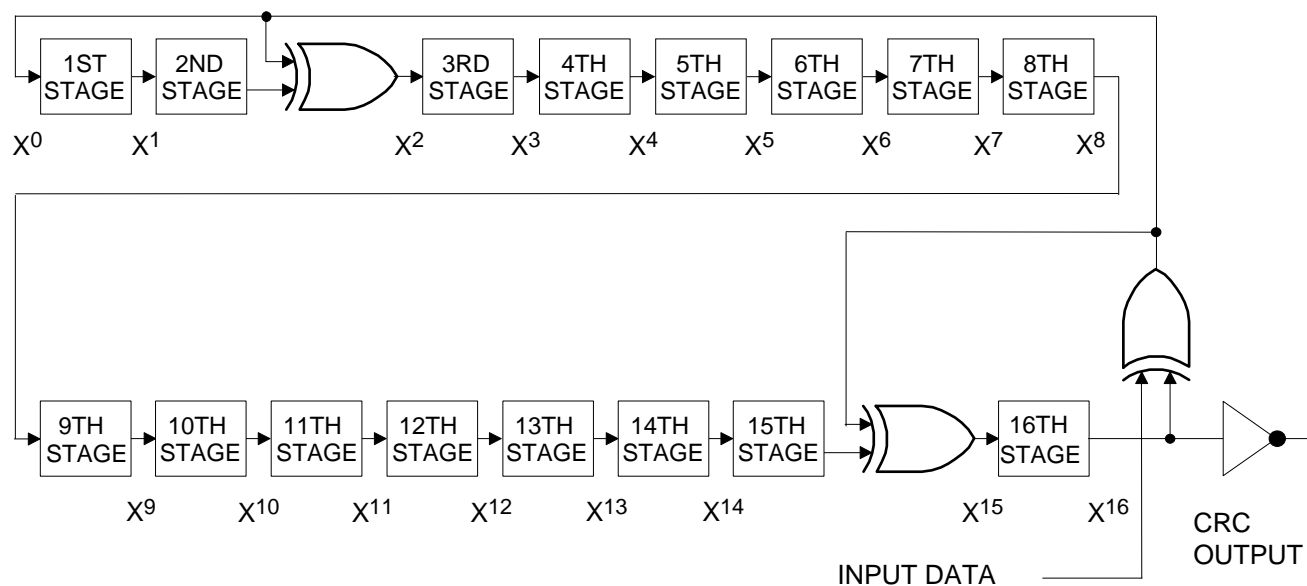 1ST STAGE
2ND STAGE
3RD STAGE
4TH STAGE
5TH STAGE
6TH STAGE
7TH STAGE
8TH STAGE
X⁰ X¹ X² X³ X⁴ X⁵ X⁶ X⁷ X⁸
9TH STAGE
10TH STAGE
11TH STAGE
12TH STAGE
13TH STAGE
14TH STAGE
15TH STAGE
16TH STAGE
X⁹ X¹⁰ X¹¹ X¹² X¹³ X¹⁴ X¹⁵ X¹⁶
CRC
OUTPUT
INPUT DATA